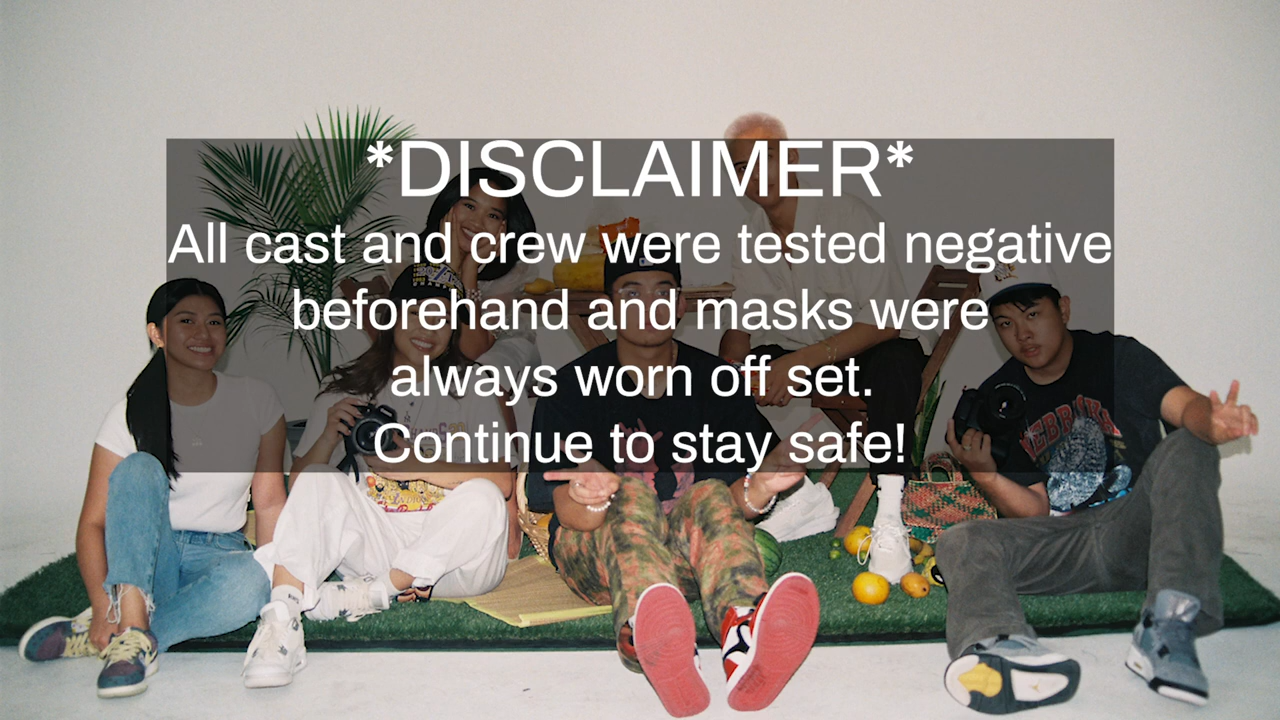 *DISCLAIMER*
All cast and crew were tested negative
beforehand and masks were
always worn off set.
Continue to stay safe!
NEBRASKA